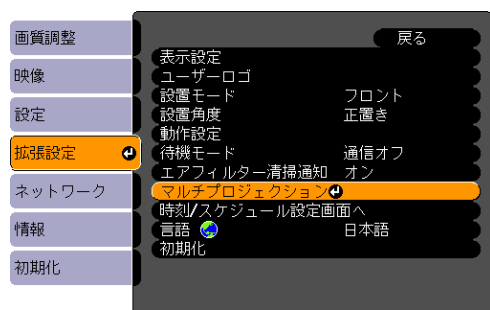 画質調整
映像
設定
拡張設定
ネットワーク
情報
初期化
戻る
表示設定
ユーザーロゴ
設置モード フロント
設置角度 正置き
動作設定
待機モード 通信オフ
エアフィルター清掃通知 オン
マルチプロジェクション
時刻/スケジュール設定画面へ
言語 日本語
初期化